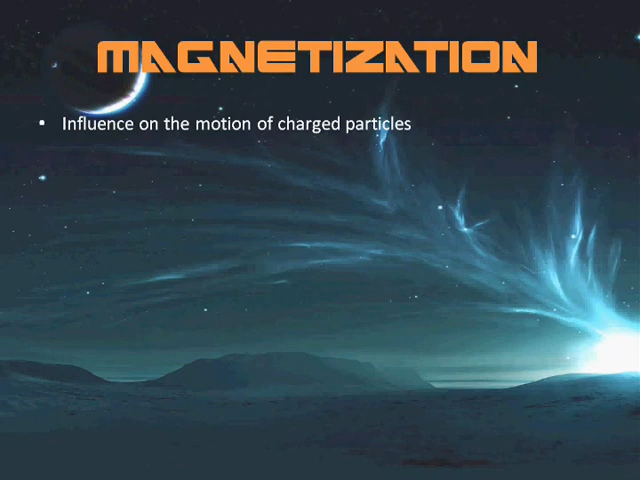 MAGNETIZATION
• Influence on the motion of charged particles